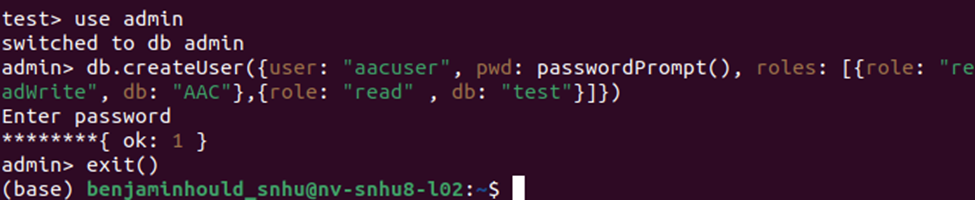 test> use admin
switched to db admin
admin> db.createUser({user: "aacuser", pwd: passwordPrompt(), roles: [{role: "re
adWrite", db: "AAC"},{role: "read" , db: "test"}]})
Enter password
********{ ok: 1 }
admin> exit()
(base) benjaminhould_snhu@nv-snhu8-l02:~$